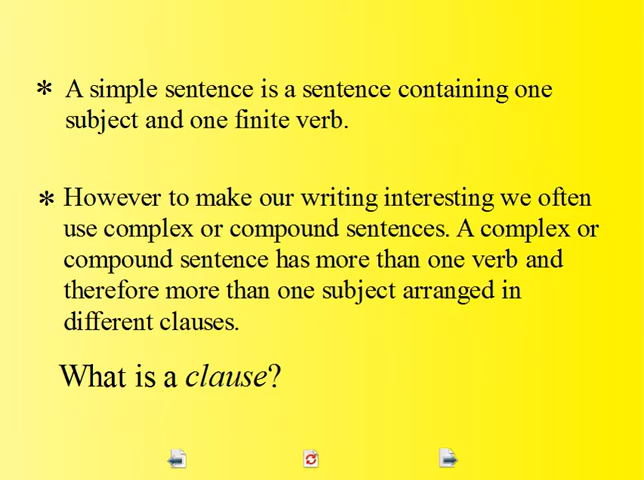 * A simple sentence is a sentence containing one
subject and one finite verb.
* However to make our writing interesting we often
use complex or compound sentences. A complex or
compound sentence has more than one verb and
therefore more than one subject arranged in
different clauses.
What is a clause?